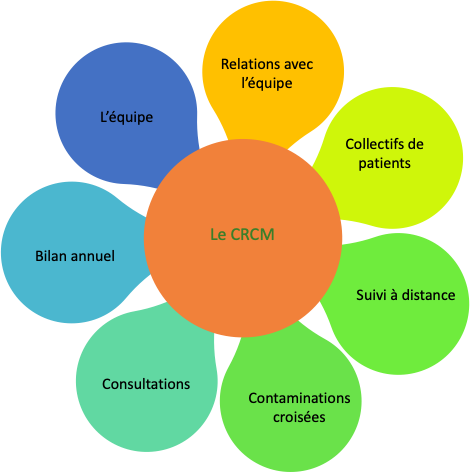 Relations avec
l'équipe
L'équipe
Collectifs de
patients
Le CRCM
Bilan annuel
Suivi à distance
Consultations
Contaminations
croisées